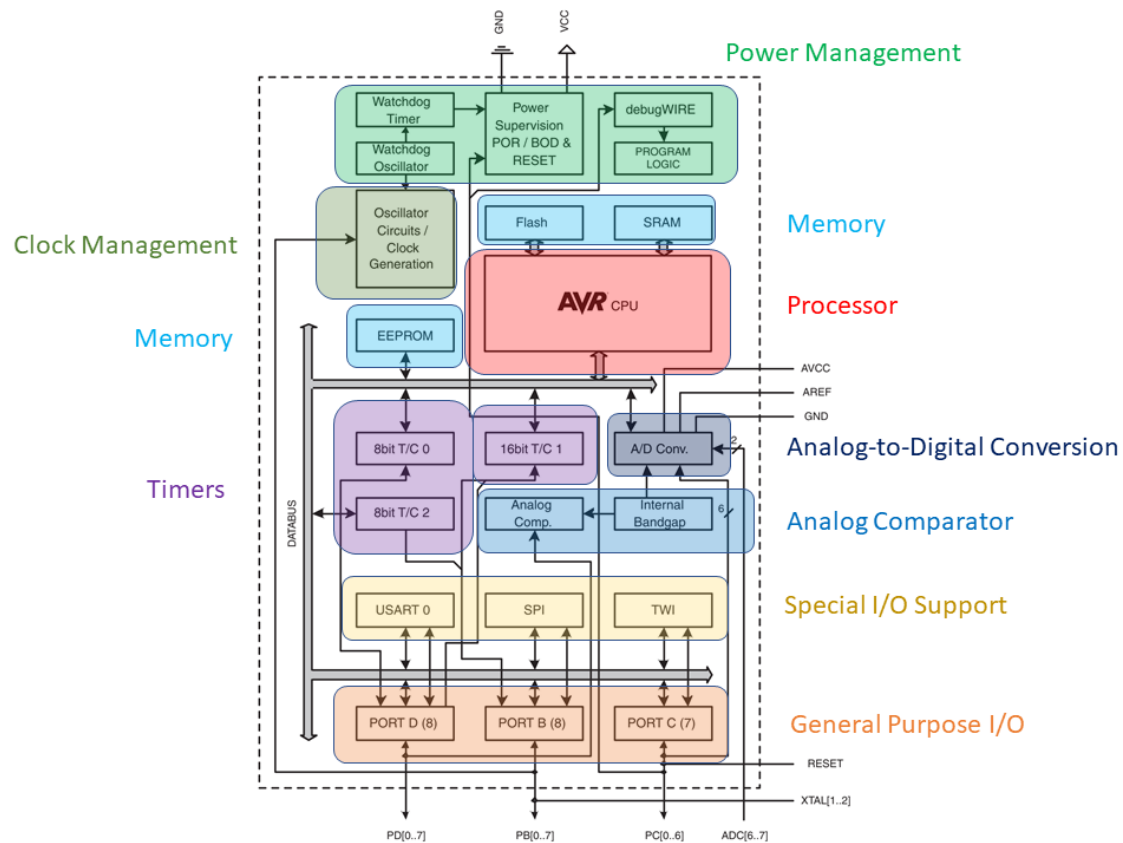 GND
VCC
Power Management
Watchdog
Timer
Power
Supervision
POR / BOD &
RESET
debugWIRE
Watchdog
Oscillator
PROGRAM
LOGIC
Oscillator
Circuits /
Clock
Generation
Flash
SRAM
Memory
Clock Management
AVR CPU
Processor
EEPROM
Memory
AVCC
AREF
GND
8bit T/C 0
16bit T/C 1
A/D Conv.
2
Analog-to-Digital Conversion
Timers
8bit T/C 2
Analog
Comp.
Internal
Bandgap
6
Analog Comparator
DATABUS
USART 0
SPI
TWI
Special I/O Support
PORT D (8)
PORT B (8)
PORT C (7)
General Purpose I/O
RESET
XTAL[1..2]
PD[0..7]
PB[0..7]
PC[0..6]
ADC[6..7]